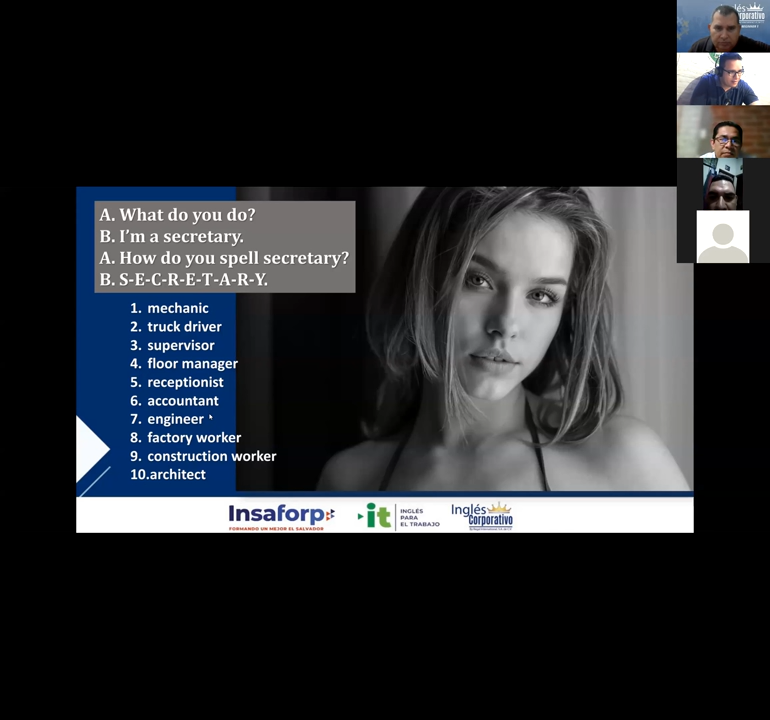 A. What do you do?
B. I'm a secretary.
A. How do you spell secretary?
B. S-E-C-R-E-T-A-R-Y.
1. mechanic
2. truck driver
3. supervisor
4. floor manager
5. receptionist
6. accountant
7. engineer
8. factory worker
9. construction worker
10.architect
Insaforp
FORMANDO UN MEJOR EL SALVADOR
it
INGLÉS
PARA
EL TRABAJO
Inglés
Corporativo